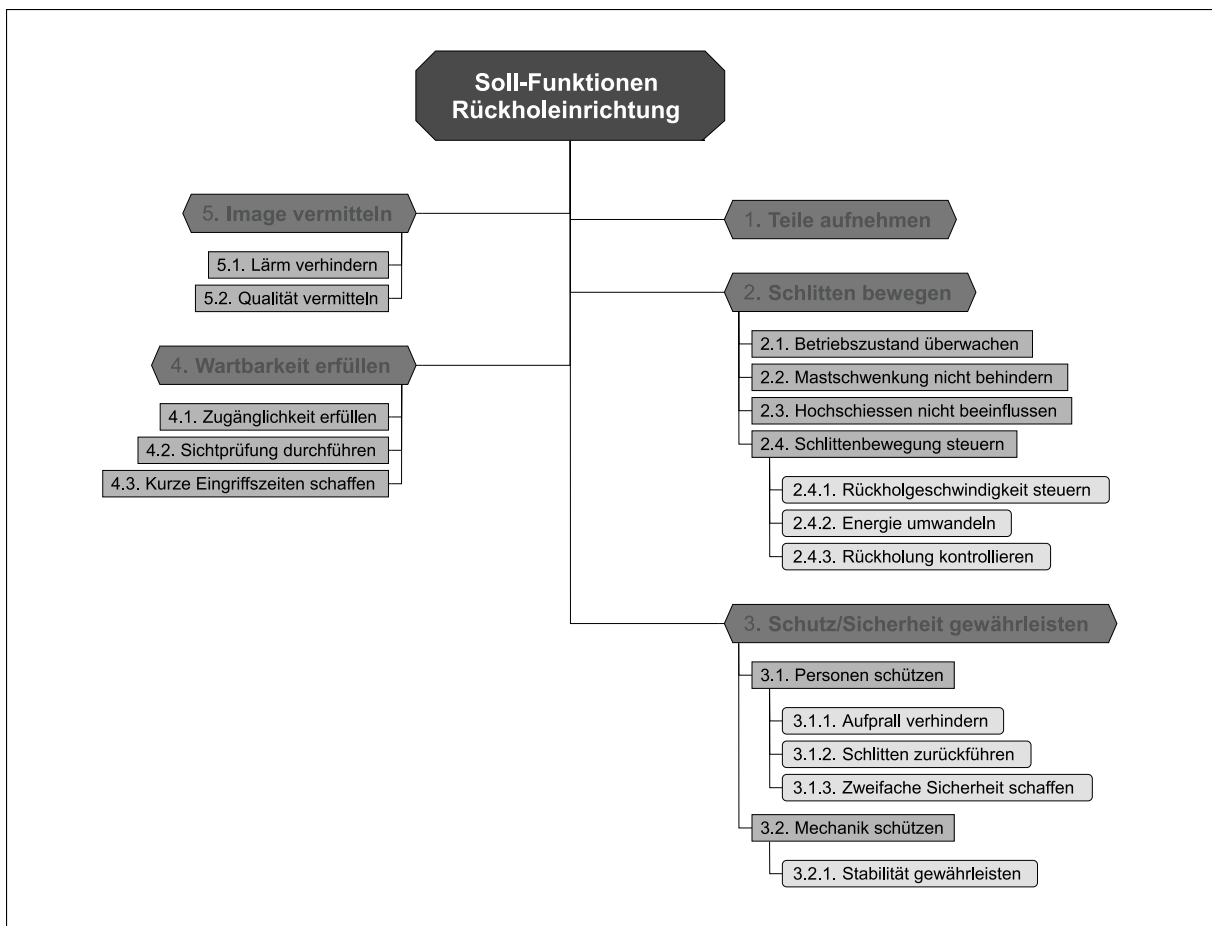 Soll-Funktionen
Rückholeinrichtung
5. Image vermitteln
5.1. Lärm verhindern
5.2. Qualität vermitteln
4. Wartbarkeit erfüllen
4.1. Zugänglichkeit erfüllen
4.2. Sichtprüfung durchführen
4.3. Kurze Eingriffszeiten schaffen
1. Teile aufnehmen
2. Schlitten bewegen
2.1. Betriebszustand überwachen
2.2. Mastschwenkung nicht behindern
2.3. Hochschiessen nicht beeinflussen
2.4. Schlittenbewegung steuern
2.4.1. Rückholgeschwindigkeit steuern
2.4.2. Energie umwandeln
2.4.3. Rückholung kontrollieren
3. Schutz/Sicherheit gewährleisten
3.1. Personen schützen
3.1.1. Aufprall verhindern
3.1.2. Schlitten zurückführen
3.1.3. Zweifache Sicherheit schaffen
3.2. Mechanik schützen
3.2.1. Stabilität gewährleisten